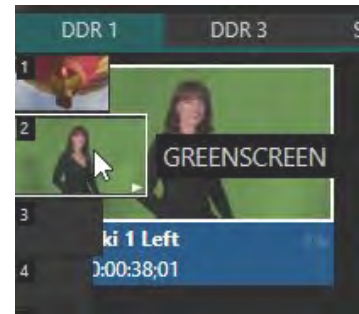 DDR 1 DDR 3
1
2
GREENSCREEN
3
ki 1 Left
4 0:00:38;01